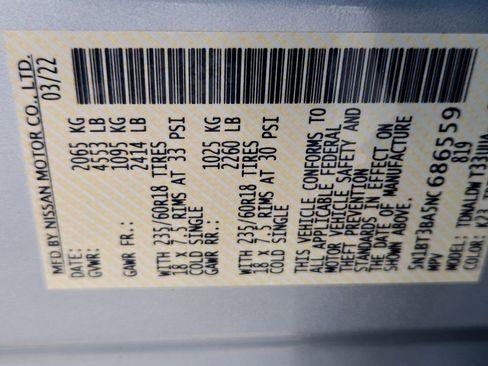 MFD BY NISSAN MOTOR CO., LTD.
03/22
GVWR: 2065 KG
4553 LB
GAWR FR.: 1095 KG
2414 LB
WITH 235/60R18 TIRES
18 x 7.5 RIMS AT 33 PSI
COLD SINGLE
GAWR RR.: 1025 KG
2260 LB
WITH 235/60R18 TIRES
18 x 7.5 RIMS AT 30 PSI
COLD SINGLE
THIS VEHICLE CONFORMS TO
ALL APPLICABLE FEDERAL
MOTOR VEHICLE SAFETY AND
THEFT PREVENTION
STANDARDS IN EFFECT ON
THE DATE OF MANUFACTURE
SHOWN ABOVE.
5N1BT3BA5NC686559
MPV 819
MODEL:
COLOR: K23